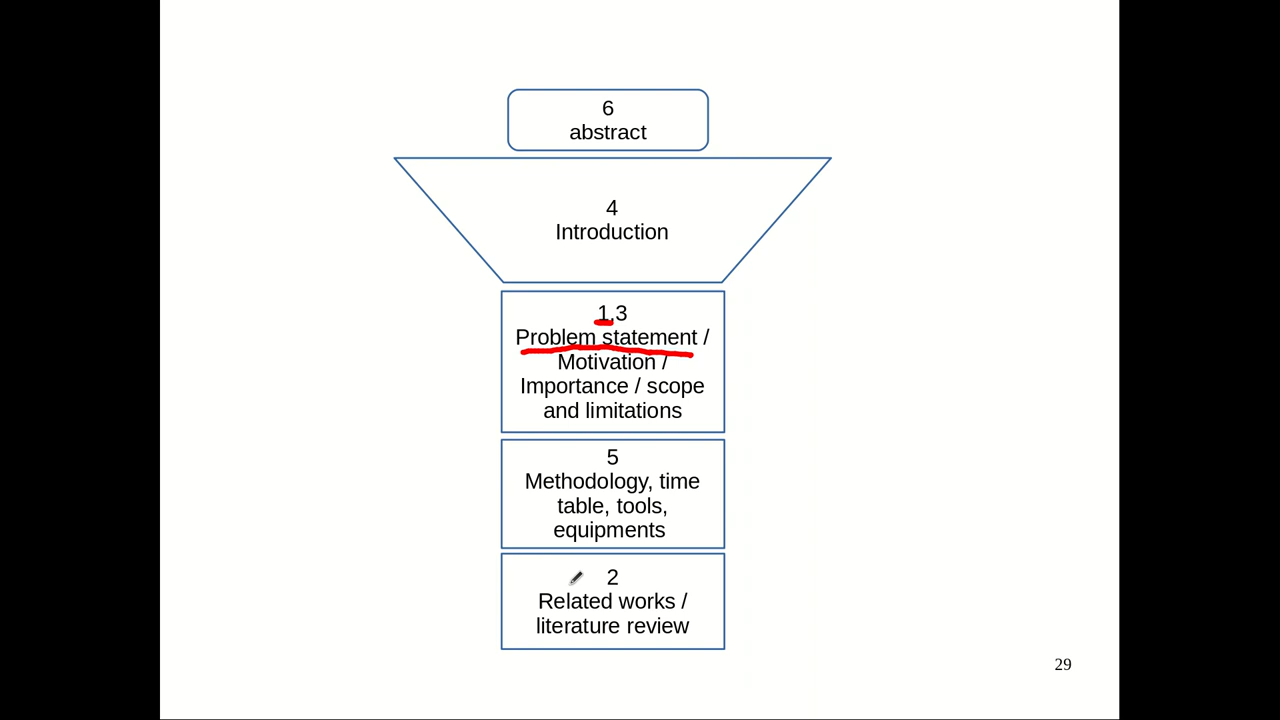 6
abstract
4
Introduction
1,3
Problem statement /
Motivation /
Importance / scope
and limitations
5
Methodology, time
table, tools,
equipments
2
Related works /
literature review
29